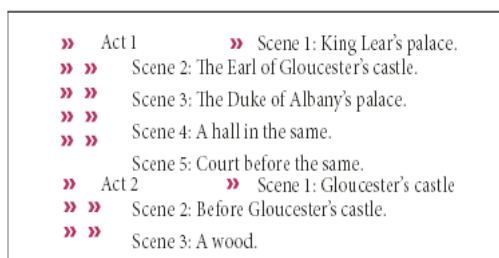 » Act 1 » Scene 1: King Lear's palace.
» » Scene 2: The Earl of Gloucester's castle.
» » Scene 3: The Duke of Albany's palace.
» » Scene 4: A hall in the same.
» » Scene 5: Court before the same.
» Act 2 » Scene 1: Gloucester's castle
» » Scene 2: Before Gloucester's castle.
» » Scene 3: A wood.